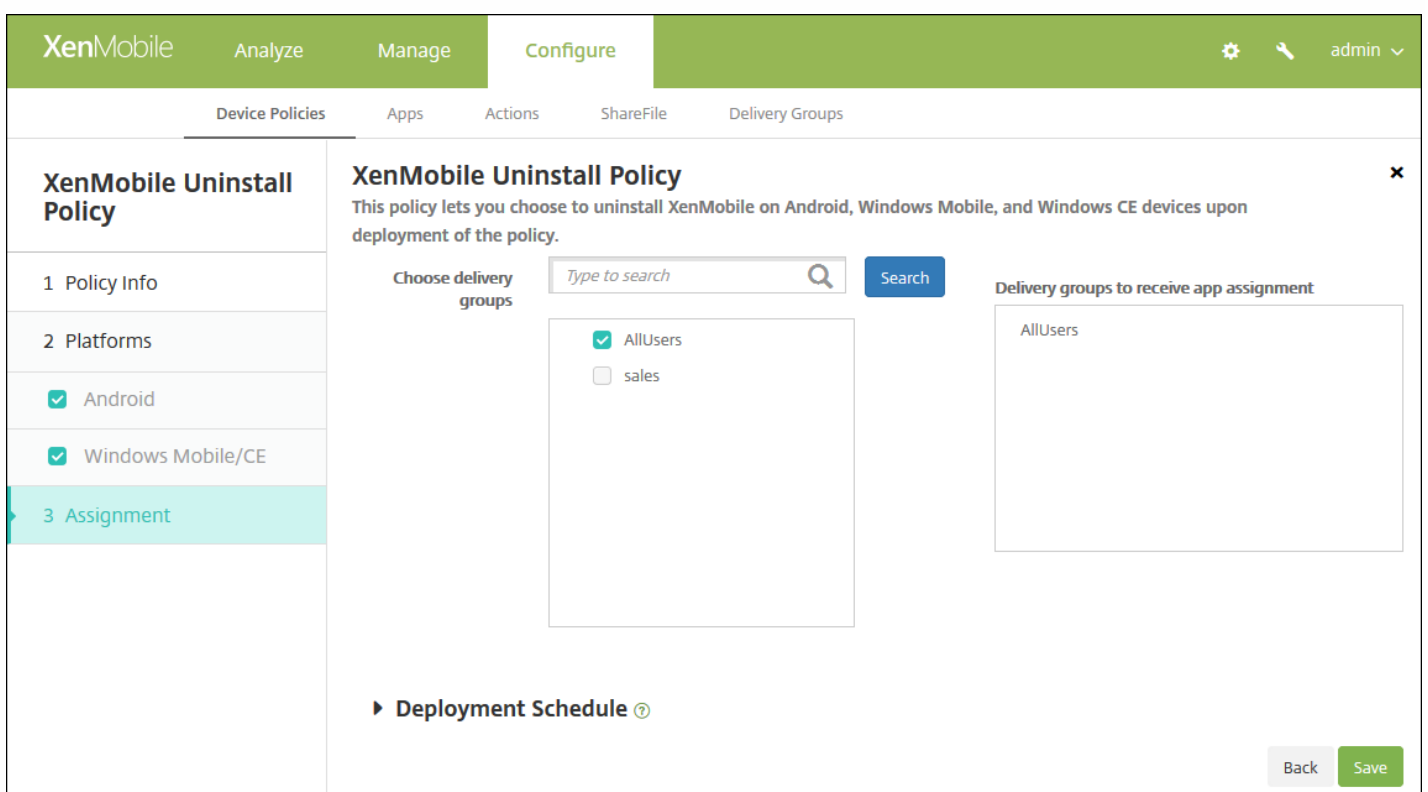 XenMobile Analyze Manage Configure admin
Device Policies Apps Actions ShareFile Delivery Groups
XenMobile Uninstall
Policy
1 Policy Info
2 Platforms
Android
Windows Mobile/CE
3 Assignment
XenMobile Uninstall Policy
This policy lets you choose to uninstall XenMobile on Android, Windows Mobile, and Windows CE devices upon
deployment of the policy.
Choose delivery
groups
Type to search
Search
AllUsers
sales
Delivery groups to receive app assignment
AllUsers
Deployment Schedule ?
Back Save